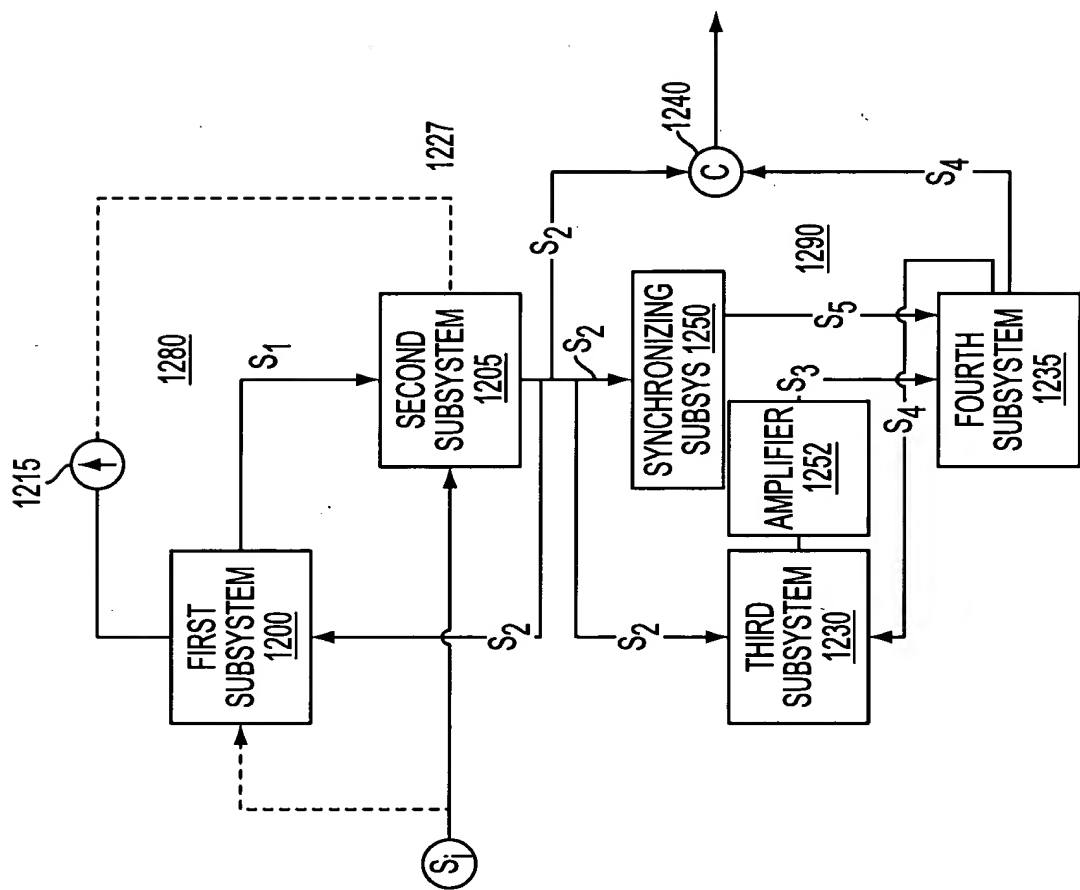 1215
1280
1227
S1
FIRST
SUBSYSTEM
1200
SECOND
SUBSYSTEM
1205
S2
Si
S2
S2
S2
1240
C
SYNCHRONIZING
SUBSYS 1250
1290
S4
AMPLIFIER
1252
S3
S5
S4
THIRD
SUBSYSTEM
1230
FOURTH
SUBSYSTEM
1235